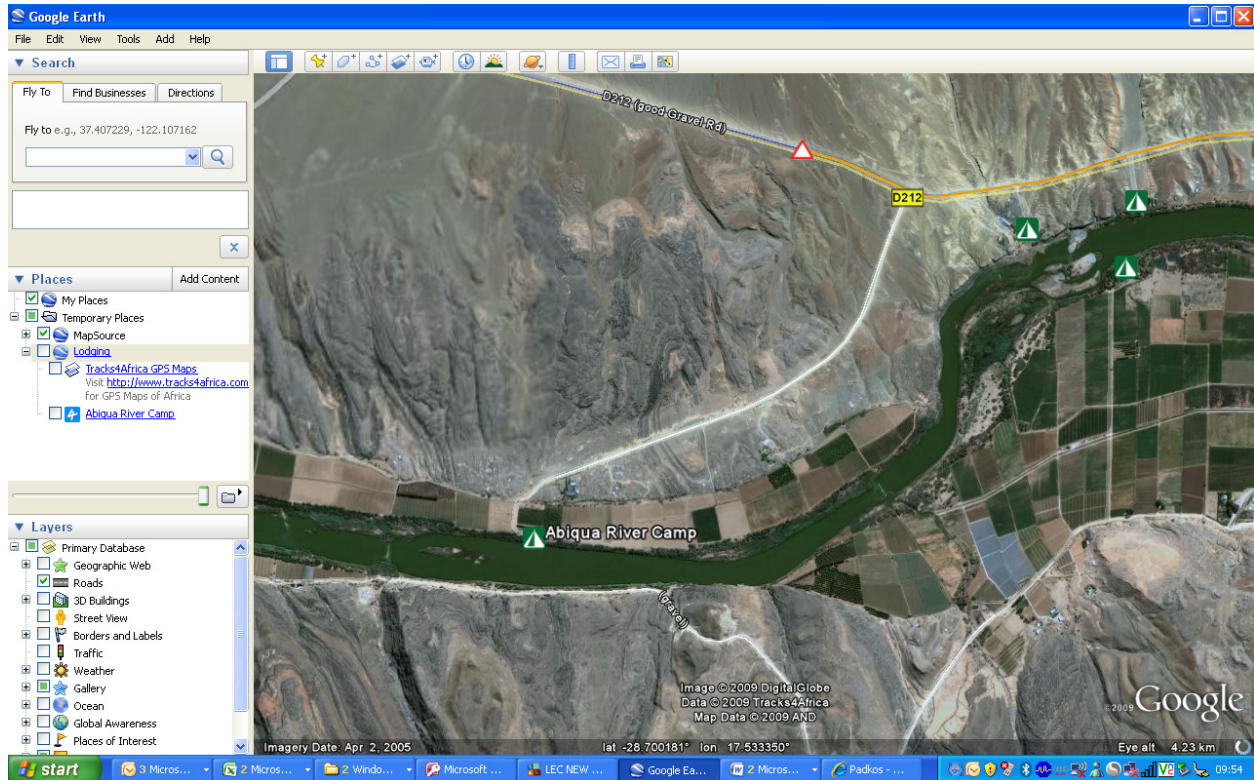 Google Earth
File Edit View Tools Add Help
Search
Fly To Find Businesses Directions
Fly to e.g., 37.407229, -122.107162
Places Add Content
My Places
Temporary Places
MapSource
Lodging
Tracks4Africa GPS Maps
Visit http://www.tracks4africa.com
for GPS Maps of Africa
Abiqua River Camp
Layers
Primary Database
Geographic Web
Roads
3D Buildings
Street View
Borders and Labels
Traffic
Weather
Gallery
Ocean
Global Awareness
Places of Interest
D212 (good Gravel Rd)
D212
Abiqua River Camp
(gravel)
Image © 2009 DigitalGlobe
Data © 2009 Tracks4Africa
Map Data © 2009 AND
©2009 Google
Imagery Date: Apr 2, 2005 lat -28.700181° lon 17.533350° Eye alt 4.23 km
start 3 Micros... 2 Micros... 2 Windo... Microsoft ... LEC NEW ... Google Ea... 2 Micros... Padkos - ... 09:54